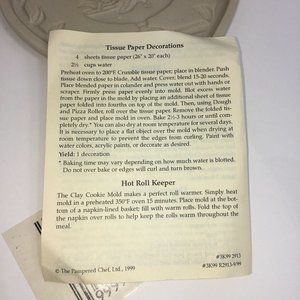 Tissue Paper Decorations
4 sheets tissue paper (26" x 20" each)
2½ cups water
Preheat oven to 200°F. Crumble tissue paper; place in blender. Push
tissue down close to blade. Add water. Cover; blend 15-20 seconds.
Place blended paper in colander and press water out with hands or
scraper. Firmly press paper evenly into mold. Blot excess water
from the paper in the mold by placing an additional sheet of tissue
paper folded into fourths on top of the mold. Then, using Dough
and Pizza Roller, roll over the tissue paper. Remove the folded tis-
sue paper and place mold in oven. Bake 2½-3 hours or until com-
pletely dry.* You can also dry at room temperature for several days.
It is necessary to place a flat object over the mold when drying at
room temperature to prevent the edges from curling. Paint with
water colors, acrylic paints, or decorate as desired.
Yield: 1 decoration
* Baking time may vary depending on how much water is blotted.
Do not over bake or edges will curl and turn brown.
Hot Roll Keeper
The Clay Cookie Mold makes a perfect roll warmer. Simply heat
mold in a preheated 350°F oven 15 minutes. Place mold at the bot-
tom of a napkin-lined basket; fill with warm rolls. Fold the top of
the napkin over rolls to help keep the rolls warm throughout the
meal.
#3K99 2913
© The Pampered Chef, Ltd., 1999
#3K99 R2913-9/99